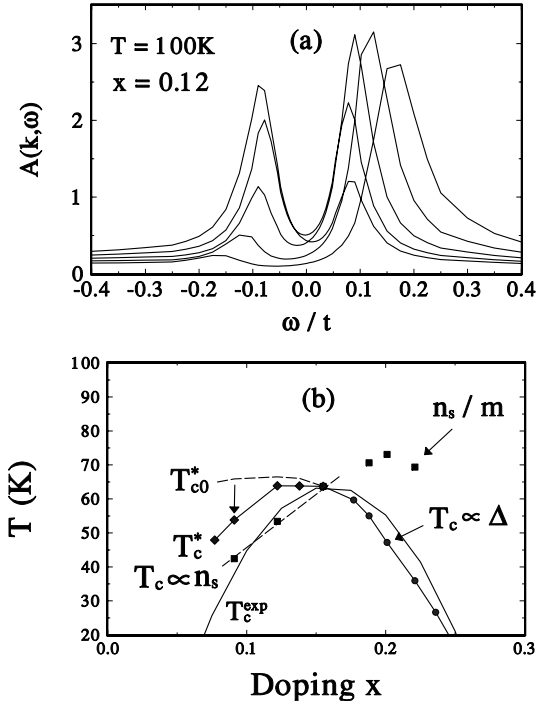 (a)
T = 100K
x = 0.12
A(k,ω)
3
2
1
0
-0.4 -0.3 -0.2 -0.1 0.0 0.1 0.2 0.3 0.4
ω / t
(b)
T (K)
100
90
80
70
60
50
40
30
20
n_s / m
T*_c0
T*_c
T_c ∝ Δ
T_c ∝ n_s
T_c^exp
0.0 0.1 0.2 0.3
Doping x